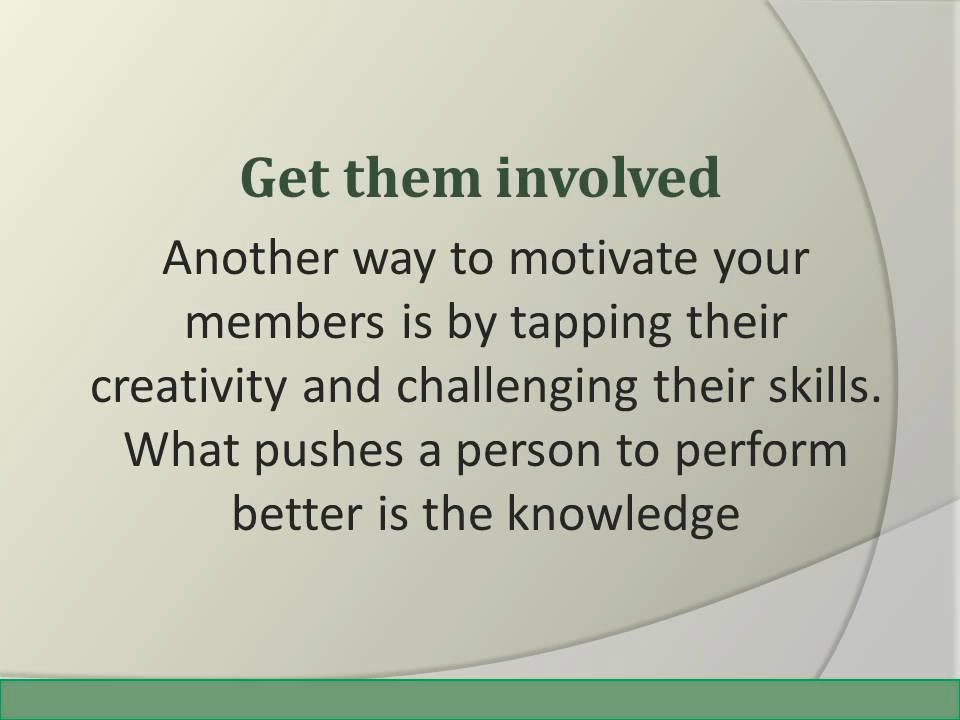 Get them involved
Another way to motivate your
members is by tapping their
creativity and challenging their skills.
What pushes a person to perform
better is the knowledge